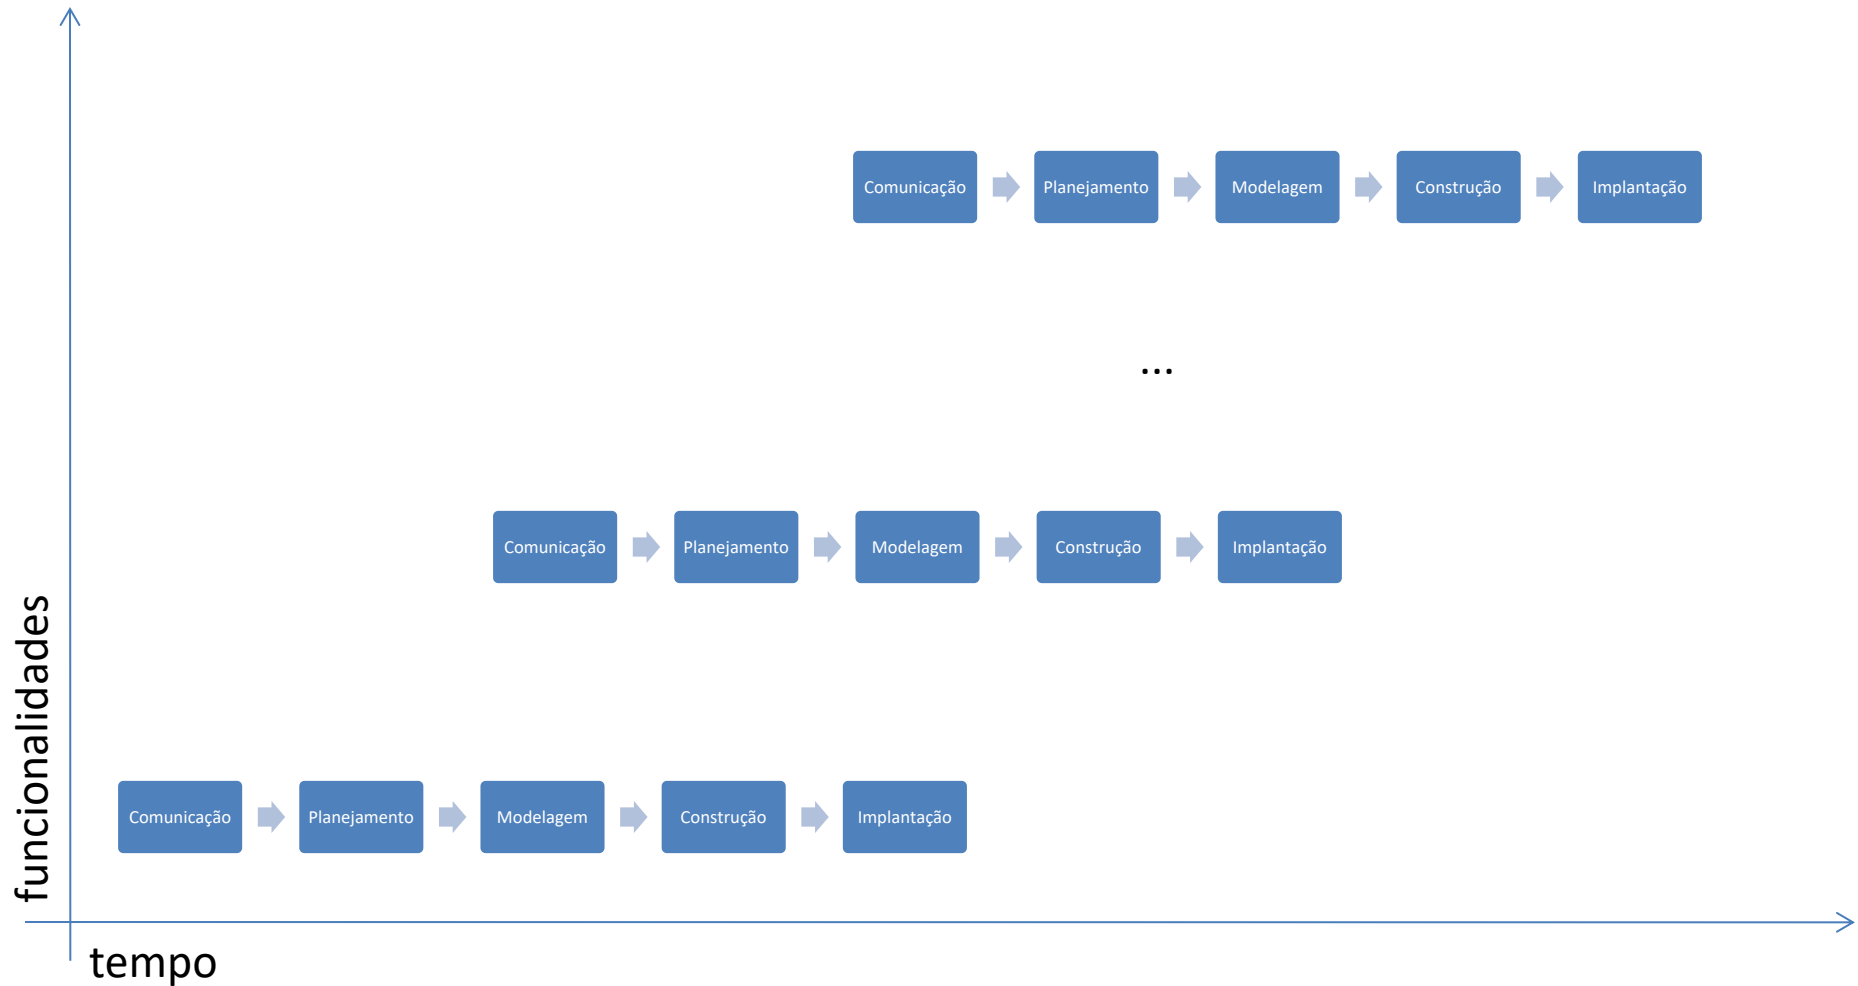 Comunicação
Planejamento
Modelagem
Construção
Implantação
...
Comunicação
Planejamento
Modelagem
Construção
Implantação
funcionalidades
Comunicação
Planejamento
Modelagem
Construção
Implantação
tempo